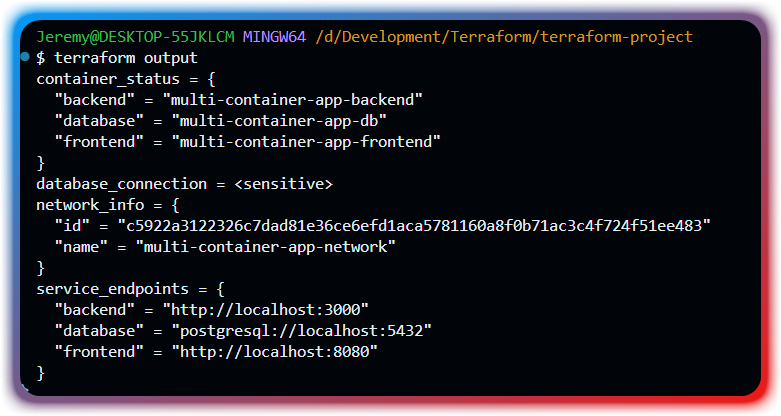 Jeremy@DESKTOP-55JKLCM MINGW64 /d/Development/Terraform/terraform-project
$ terraform output
container_status = {
  "backend" = "multi-container-app-backend"
  "database" = "multi-container-app-db"
  "frontend" = "multi-container-app-frontend"
}
database_connection = <sensitive>
network_info = {
  "id" = "c5922a3122326c7dad81e36ce6efd1aca5781160a8f0b71ac3c4f724f51ee483"
  "name" = "multi-container-app-network"
}
service_endpoints = {
  "backend" = "http://localhost:3000"
  "database" = "postgresql://localhost:5432"
  "frontend" = "http://localhost:8080"
}